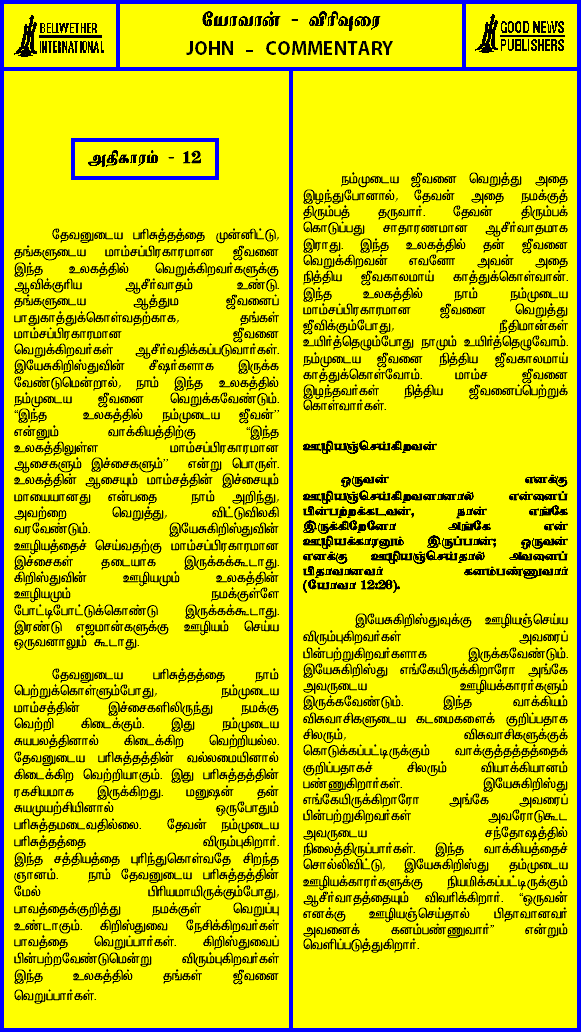 BELWETHER
INTERNATIONAL
யோவான் - விரிவுரை
JOHN - COMMENTARY
GOOD NEWS
PUBLISHERS
அதிகாரம் - 12
தேவனுடைய பரிசுத்தத்தை முன்னிட்டு,
தங்களுடைய மாம்சப்பிரகாரமான ஜீவனை
இந்த உலகத்தில் வெறுக்கிறவர்களுக்கு
ஆவிக்குரிய ஆசீர்வாதம் உண்டு.
தங்களுடைய ஆத்தும ஜீவனைப்
பாதுகாத்துக்கொள்வதற்காக, தங்கள்
மாம்சப்பிரகாரமான ஜீவனை
வெறுக்கிறவர்கள் ஆசீர்வதிக்கப்படுவார்கள்.
இயேசுகிறிஸ்துவின் சீஷர்களாக இருக்க
வேண்டுமென்றால், நாம் இந்த உலகத்தில்
நம்முடைய ஜீவனை வெறுக்கவேண்டும்.
“இந்த உலகத்தில் நம்முடைய ஜீவன்”
என்னும் வாக்கியத்திற்கு “இந்த
உலகத்திலுள்ள மாம்சப்பிரகாரமான
ஆசைகளும் இச்சைகளும்” என்று பொருள்.
உலகத்தின் ஆசையும் மாம்சத்தின் இச்சையும்
மாயையானது என்பதை நாம் அறிந்து,
அவற்றை வெறுத்து, விட்டுவிலகி
வரவேண்டும். இயேசுகிறிஸ்துவின்
ஊழியத்தைச் செய்வதற்கு மாம்சப்பிரகாரமான
இச்சைகள் தடையாக இருக்கக்கூடாது.
கிறிஸ்துவின் ஊழியமும் உலகத்தின்
ஊழியமும் நமக்குள்ளே
போட்டிபோட்டுக்கொண்டு இருக்கக்கூடாது.
இரண்டு எஜமான்களுக்கு ஊழியம் செய்ய
ஒருவனாலும் கூடாது.
தேவனுடைய பரிசுத்தத்தை நாம்
பெற்றுக்கொள்ளும்போது, நம்முடைய
மாம்சத்தின் இச்சைகளிலிருந்து நமக்கு
வெற்றி கிடைக்கும். இது நம்முடைய
சுயபலத்தினால் கிடைக்கிற வெற்றியல்ல.
தேவனுடைய பரிசுத்தத்தின் வல்லமையினால்
கிடைக்கிற வெற்றியாகும். இது பரிசுத்தத்தின்
ரகசியமாக இருக்கிறது. மனுஷன் தன்
சுயமுயற்சியினால் ஒருபோதும்
பரிசுத்தமடைவதில்லை. தேவன் நம்முடைய
பரிசுத்தத்தை விரும்புகிறார்.
இந்த சத்தியத்தை புரிந்துகொள்வதே சிறந்த
ஞானம். நாம் தேவனுடைய பரிசுத்தத்தின்
மேல் பிரியமாயிருக்கும்போது,
பாவத்தைக்குறித்து நமக்குள் வெறுப்பு
உண்டாகும். கிறிஸ்துவை நேசிக்கிறவர்கள்
பாவத்தை வெறுப்பார்கள். கிறிஸ்துவைப்
பின்பற்றவேண்டுமென்று விரும்புகிறவர்கள்
இந்த உலகத்தில் தங்கள் ஜீவனை
வெறுப்பார்கள்.
நம்முடைய ஜீவனை வெறுத்து அதை
இழந்துபோனால், தேவன் அதை நமக்குத்
திரும்பத் தருவார். தேவன் திரும்பக்
கொடுப்பது சாதாரணமான ஆசீர்வாதமாக
இராது. இந்த உலகத்தில் தன் ஜீவனை
வெறுக்கிறவன் எவனோ அவன் அதை
நித்திய ஜீவகாலமாய் காத்துக்கொள்வான்.
இந்த உலகத்தில் நாம் நம்முடைய
மாம்சப்பிரகாரமான ஜீவனை வெறுத்து
ஜீவிக்கும்போது, நீதிமான்கள்
உயிர்த்தெழும்போது நாமும் உயிர்த்தெழுவோம்.
நம்முடைய ஜீவனை நித்திய ஜீவகாலமாய்
காத்துக்கொள்வோம். மாம்ச ஜீவனை
இழந்தவர்கள் நித்திய ஜீவனைப்பெற்றுக்
கொள்வார்கள்.
ஊழியஞ்செய்கிறவன்
ஒருவன் எனக்கு
ஊழியஞ்செய்கிறவனானால் என்னைப்
பின்பற்றக்கடவன், நான் எங்கே
இருக்கிறேனோ அங்கே என்
ஊழியக்காரனும் இருப்பான்; ஒருவன்
எனக்கு ஊழியஞ்செய்தால் அவனைப்
பிதாவானவர் கனம்பண்ணுவார்
(யோவா 12:26).
இயேசுகிறிஸ்துவுக்கு ஊழியஞ்செய்ய
விரும்புகிறவர்கள் அவரைப்
பின்பற்றுகிறவர்களாக இருக்கவேண்டும்.
இயேசுகிறிஸ்து எங்கேயிருக்கிறாரோ அங்கே
அவருடைய ஊழியக்காரர்களும்
இருக்கவேண்டும். இந்த வாக்கியம்
விசுவாசிகளுடைய கடமைகளைக் குறிப்பதாக
சிலரும், விசுவாசிகளுக்குக்
கொடுக்கப்பட்டிருக்கும் வாக்குத்தத்தத்தைக்
குறிப்பதாகச் சிலரும் வியாக்கியானம்
பண்ணுகிறார்கள். இயேசுகிறிஸ்து
எங்கேயிருக்கிறாரோ அங்கே அவரைப்
பின்பற்றுகிறவர்கள் அவரோடுகூட
அவருடைய சந்தோஷத்தில்
நிலைத்திருப்பார்கள். இந்த வாக்கியத்தைச்
சொல்லிவிட்டு, இயேசுகிறிஸ்து தம்முடைய
ஊழியக்காரர்களுக்கு நியமிக்கப்பட்டிருக்கும்
ஆசீர்வாதத்தையும் விவரிக்கிறார். “ஒருவன்
எனக்கு ஊழியஞ்செய்தால் பிதாவானவர்
அவனைக் கனம்பண்ணுவார்” என்றும்
வெளிப்படுத்துகிறார்.